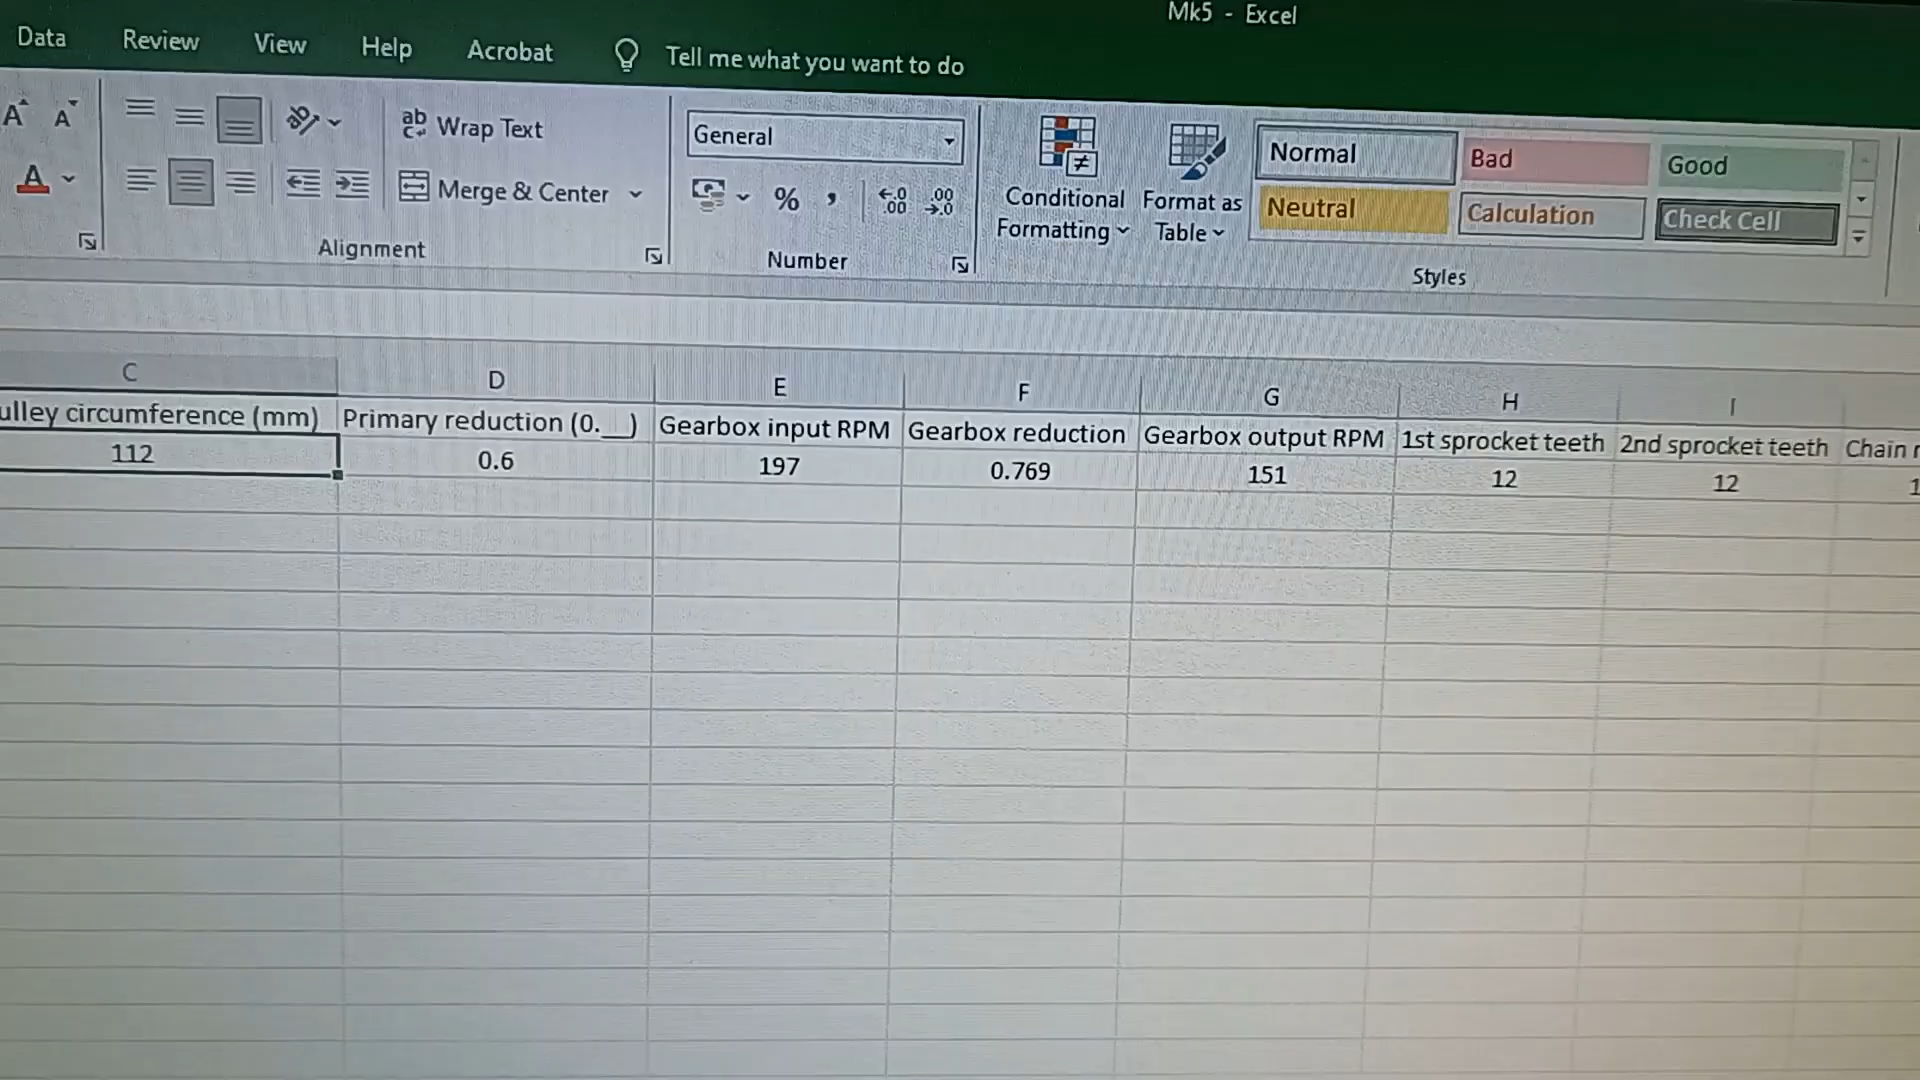 Mk5 - Excel
Data Review View Help Acrobat Tell me what you want to do
Wrap Text
General
Merge & Center
Conditional Formatting
Format as Table
Normal Bad Good
Neutral Calculation Check Cell
Alignment Number Styles
C D E F G H I
ulley circumference (mm) Primary reduction (0.__) Gearbox input RPM Gearbox reduction Gearbox output RPM 1st sprocket teeth 2nd sprocket teeth Chain r
112 0.6 197 0.769 151 12 12 1